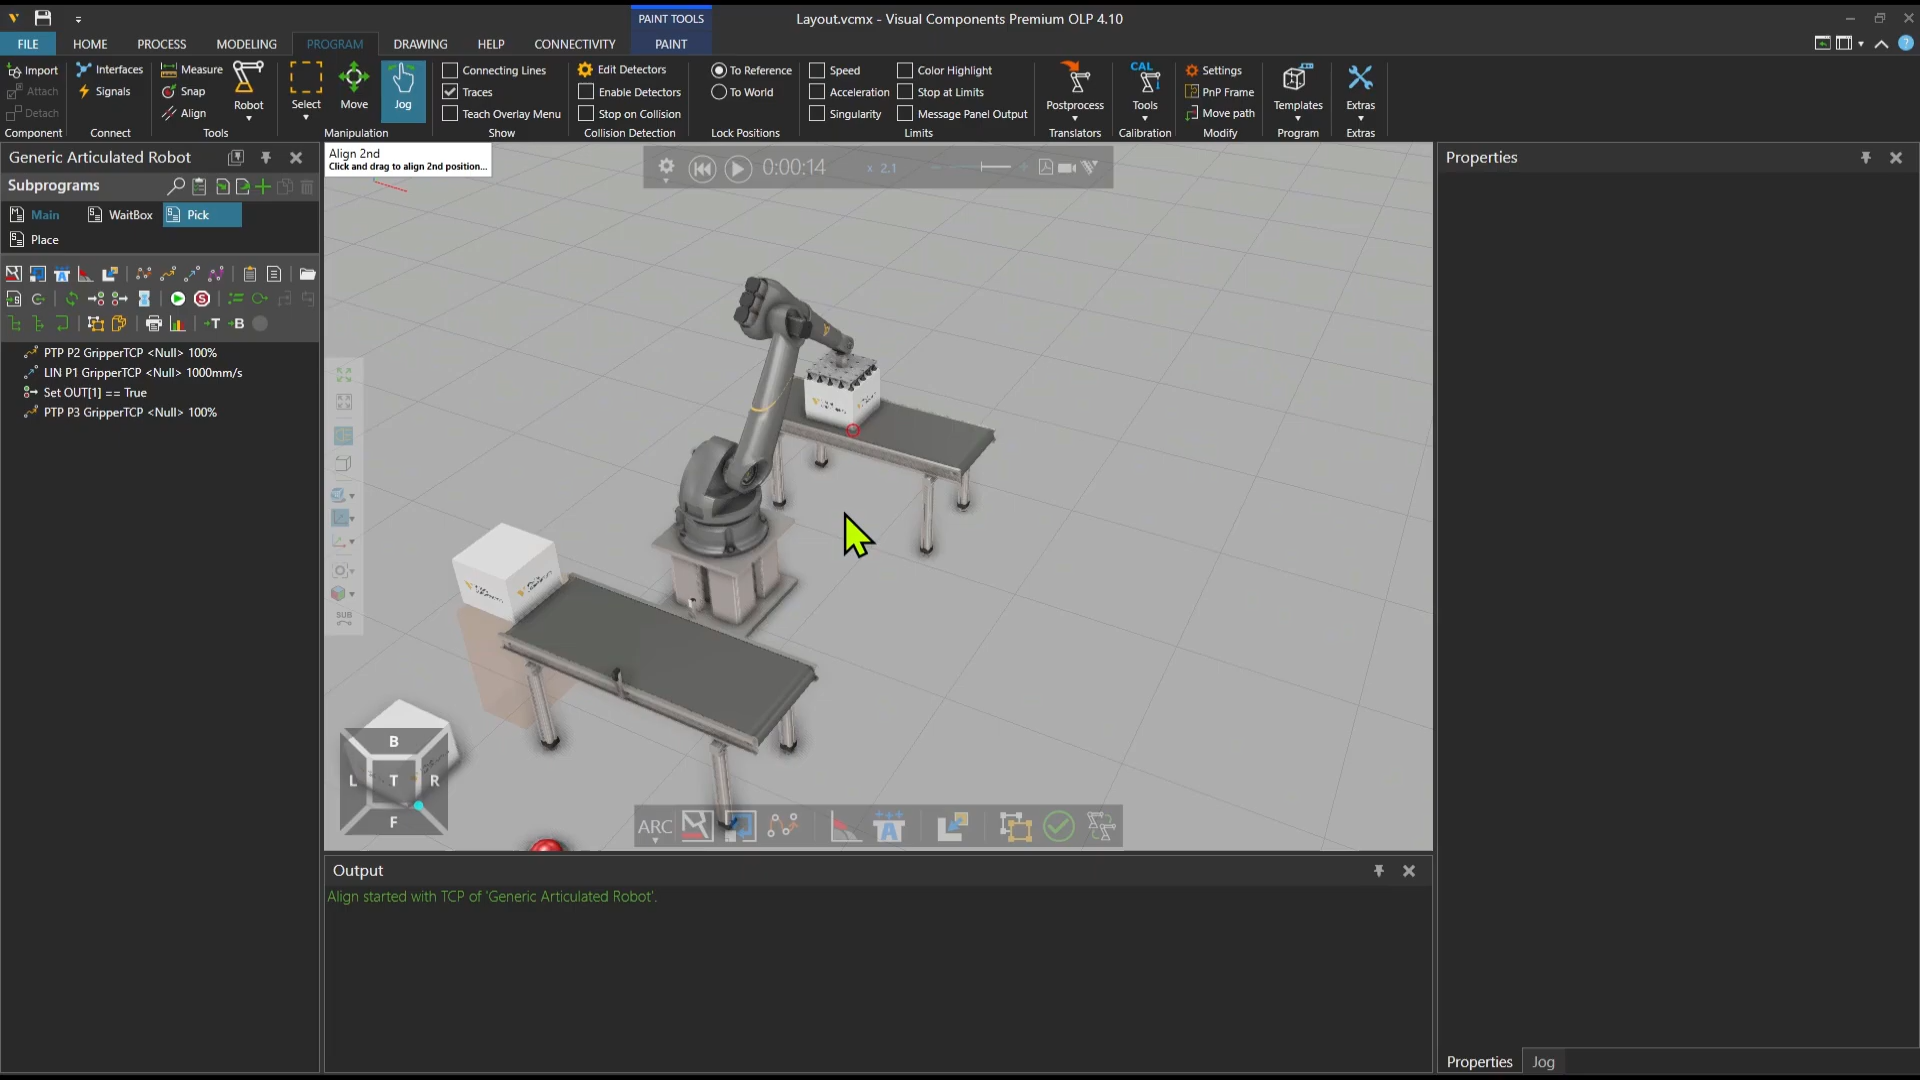 PAINT TOOLS
Layout.vcmx - Visual Components Premium OLP 4.10
FILE HOME PROCESS MODELING PROGRAM DRAWING HELP CONNECTIVITY PAINT
Import Interfaces Measure Connecting Lines Edit Detectors To Reference Speed Color Highlight Settings
Attach Signals Snap Traces Enable Detectors To World Acceleration Stop at Limits PnP Frame
Detach Align Robot Select Move Jog Teach Overlay Menu Stop on Collision Singularity Message Panel Output Postprocess CAL Tools Move path Templates Extras
Component Connect Tools Manipulation Show Collision Detection Lock Positions Limits Translators Calibration Modify Program Extras
Generic Articulated Robot
Subprograms
Main WaitBox Pick
Place
PTP P2 GripperTCP <Null> 100%
LIN P1 GripperTCP <Null> 1000mm/s
Set OUT[1] == True
PTP P3 GripperTCP <Null> 100%
Align 2nd
Click and drag to align 2nd position...
0:00:14 x 2.1
SUB
B
L T R
F
ARC
Output
Align started with TCP of 'Generic Articulated Robot'.
Properties
Properties Jog